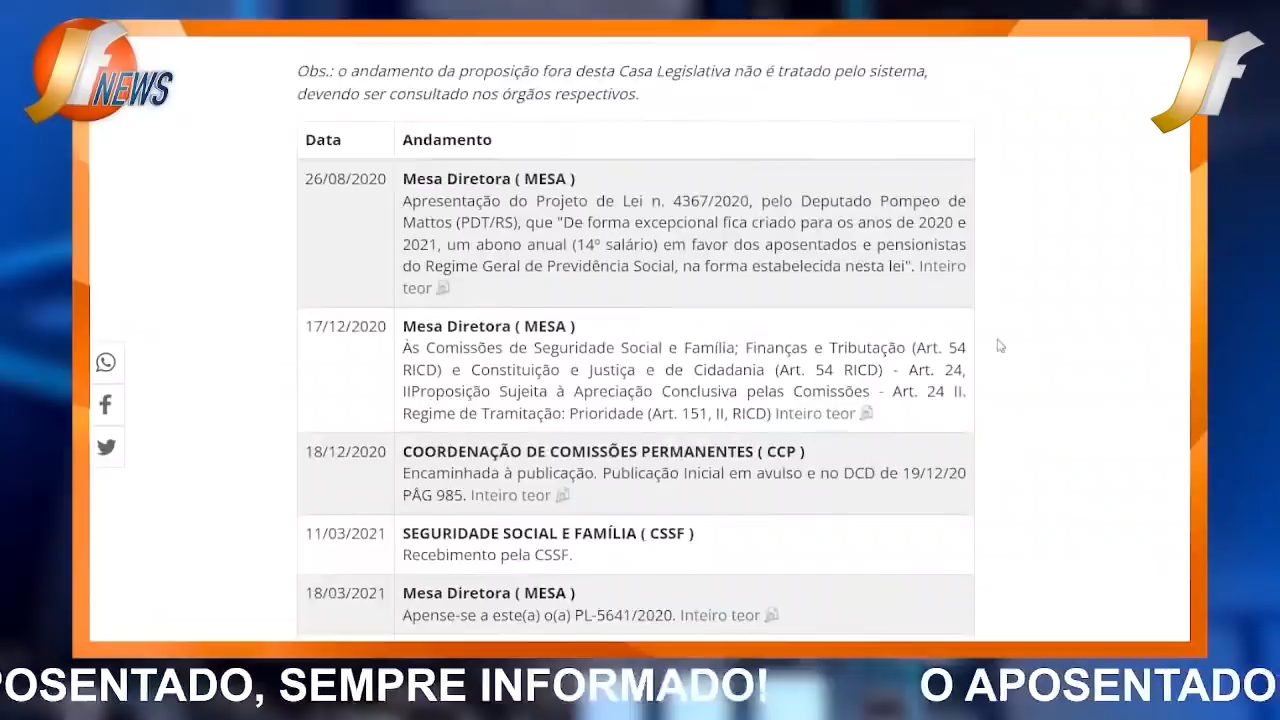 Jf
NEWS
Jf
Obs.: o andamento da proposição fora desta Casa Legislativa não é tratado pelo sistema,
devendo ser consultado nos órgãos respectivos.
Data
Andamento
26/08/2020
Mesa Diretora ( MESA )
Apresentação do Projeto de Lei n. 4367/2020, pelo Deputado Pompeo de
Mattos (PDT/RS), que "De forma excepcional fica criado para os anos de 2020 e
2021, um abono anual (14º salário) em favor dos aposentados e pensionistas
do Regime Geral de Previdência Social, na forma estabelecida nesta lei". Inteiro
teor
17/12/2020
Mesa Diretora ( MESA )
Às Comissões de Seguridade Social e Família; Finanças e Tributação (Art. 54
RICD) e Constituição e Justiça e de Cidadania (Art. 54 RICD) - Art. 24,
IIProposição Sujeita à Apreciação Conclusiva pelas Comissões - Art. 24 II.
Regime de Tramitação: Prioridade (Art. 151, II, RICD) Inteiro teor
18/12/2020
COORDENAÇÃO DE COMISSÕES PERMANENTES ( CCP )
Encaminhada à publicação. Publicação Inicial em avulso e no DCD de 19/12/20
PÂG 985. Inteiro teor
11/03/2021
SEGURIDADE SOCIAL E FAMÍLIA ( CSSF )
Recebimento pela CSSF.
18/03/2021
Mesa Diretora ( MESA )
Apense-se a este(a) o(a) PL-5641/2020. Inteiro teor
POSENTADO, SEMPRE INFORMADO! O APOSENTADO